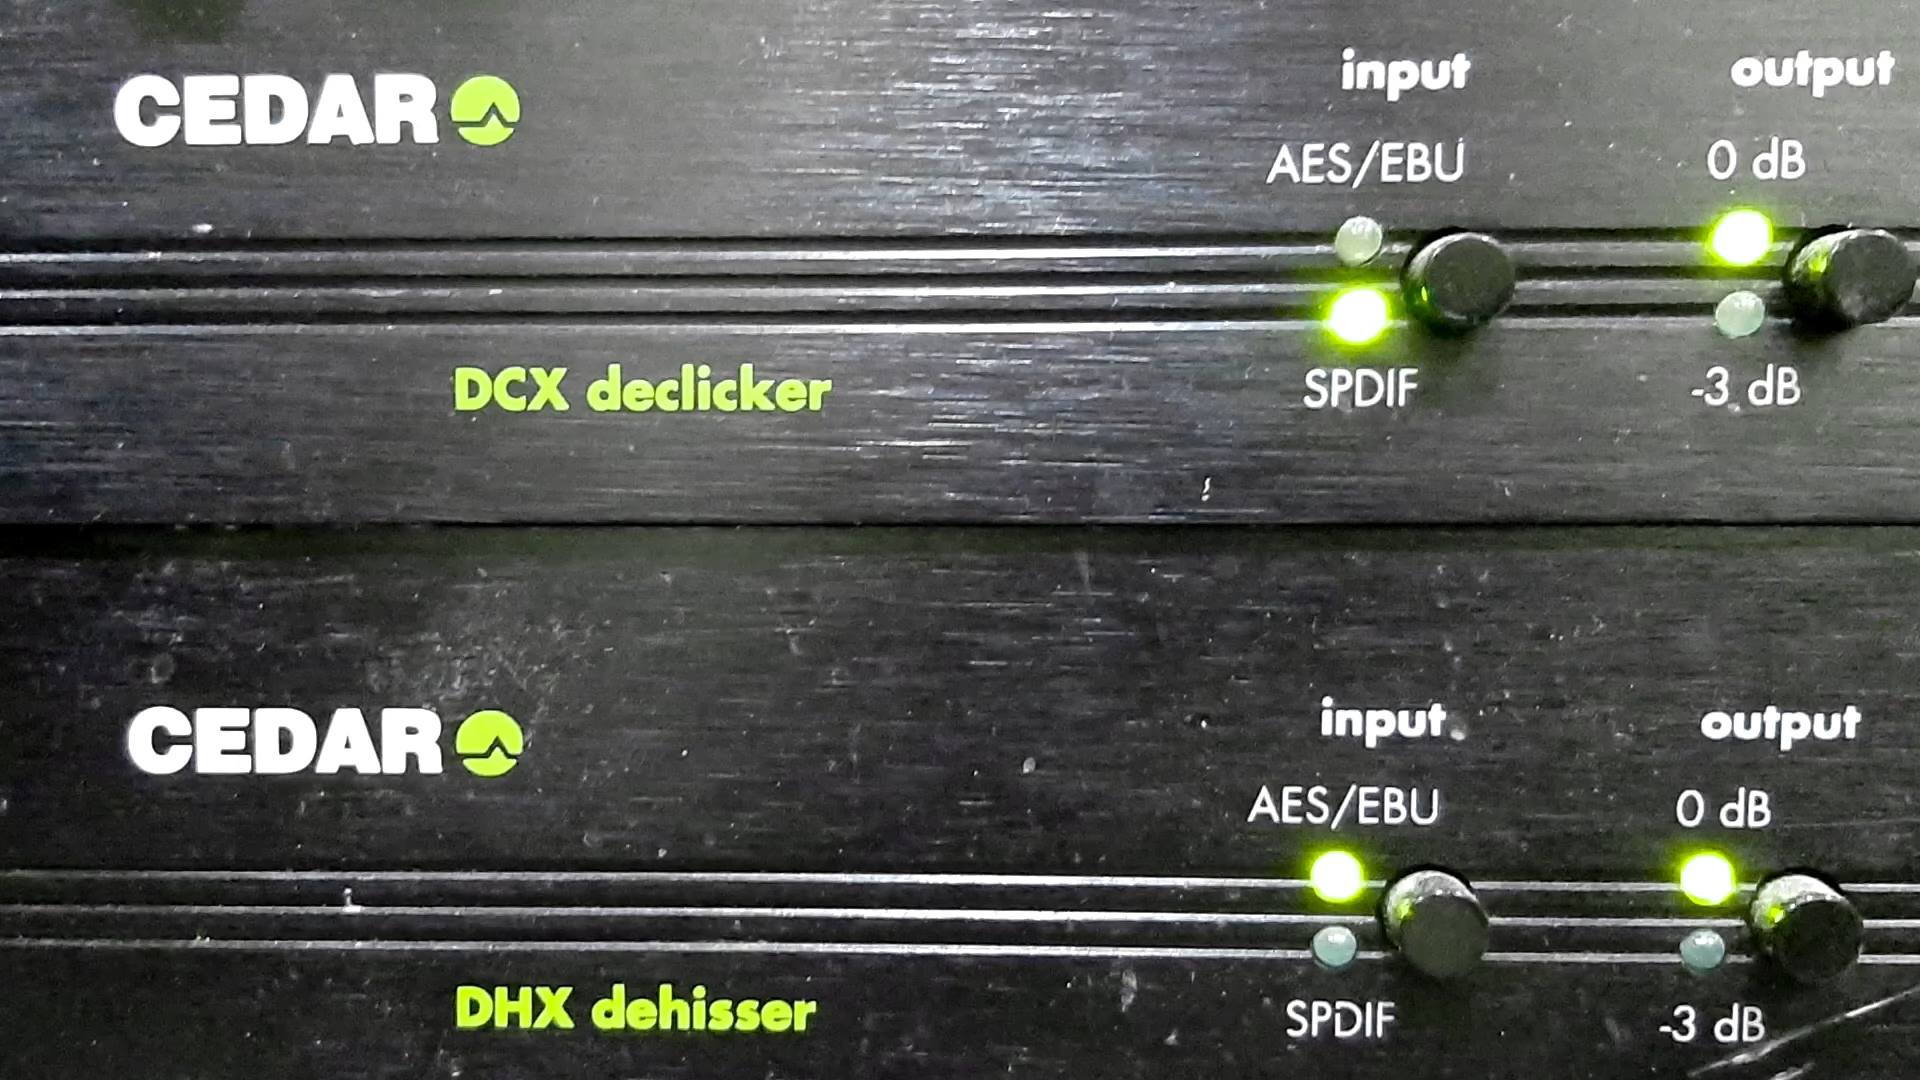 CEDAR
input
output
AES/EBU
0 dB
SPDIF
-3 dB
DCX declicker
CEDAR
input
output
AES/EBU
0 dB
SPDIF
-3 dB
DHX dehisser